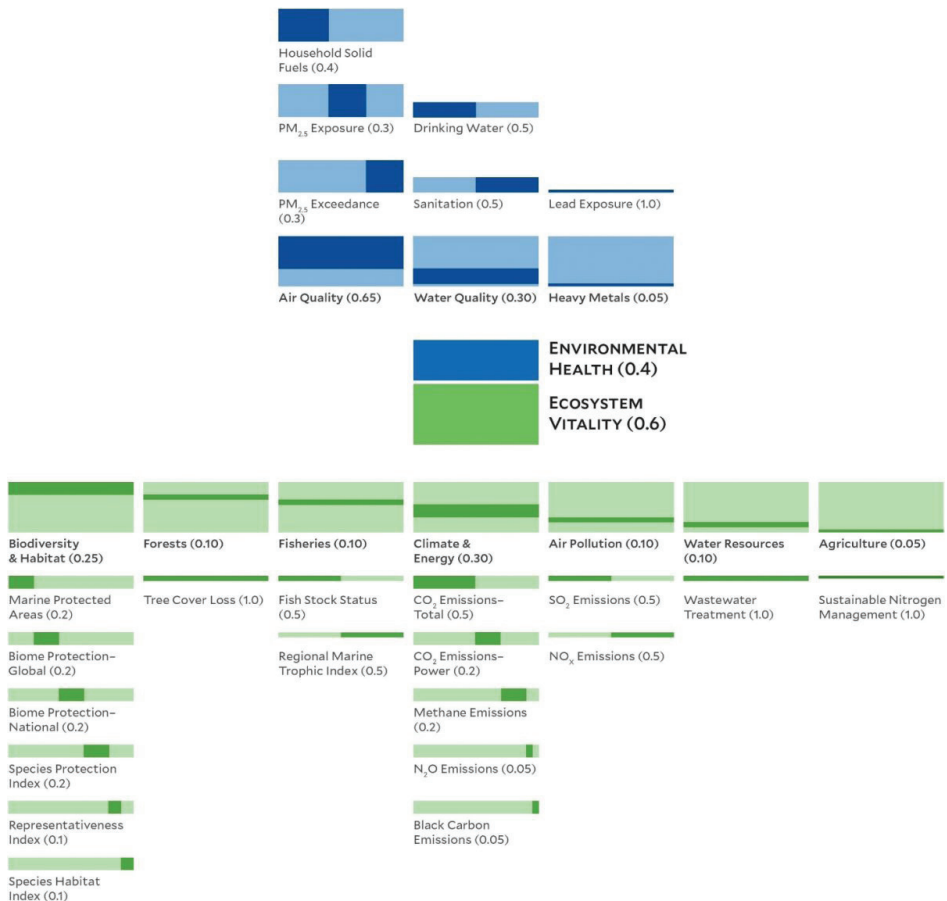 Household Solid
Fuels (0.4)
PM2.5 Exposure (0.3)
Drinking Water (0.5)
PM2.5 Exceedance
(0.3)
Sanitation (0.5)
Lead Exposure (1.0)
Air Quality (0.65)
Water Quality (0.30)
Heavy Metals (0.05)
ENVIRONMENTAL
HEALTH (0.4)
ECOSYSTEM
VITALITY (0.6)
Biodiversity
& Habitat (0.25)
Forests (0.10)
Fisheries (0.10)
Climate &
Energy (0.30)
Air Pollution (0.10)
Water Resources
(0.10)
Agriculture (0.05)
Marine Protected
Areas (0.2)
Tree Cover Loss (1.0)
Fish Stock Status
(0.5)
CO2 Emissions–
Total (0.5)
SO2 Emissions (0.5)
Wastewater
Treatment (1.0)
Sustainable Nitrogen
Management (1.0)
Biome Protection–
Global (0.2)
Regional Marine
Trophic Index (0.5)
CO2 Emissions–
Power (0.2)
NOX Emissions (0.5)
Biome Protection–
National (0.2)
Methane Emissions
(0.2)
Species Protection
Index (0.2)
N2O Emissions (0.05)
Representativeness
Index (0.1)
Black Carbon
Emissions (0.05)
Species Habitat
Index (0.1)